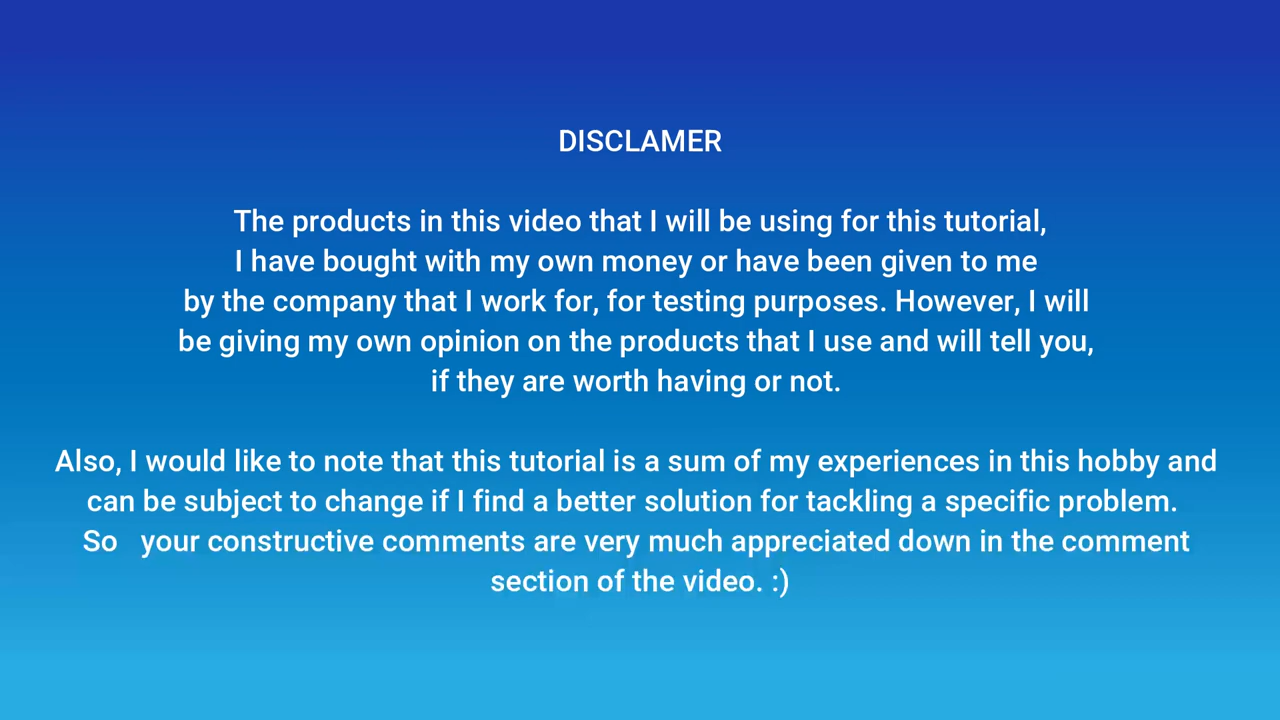 DISCLAMER
The products in this video that I will be using for this tutorial,
I have bought with my own money or have been given to me
by the company that I work for, for testing purposes. However, I will
be giving my own opinion on the products that I use and will tell you,
if they are worth having or not.
Also, I would like to note that this tutorial is a sum of my experiences in this hobby and
can be subject to change if I find a better solution for tackling a specific problem.
So   your constructive comments are very much appreciated down in the comment
section of the video. :)